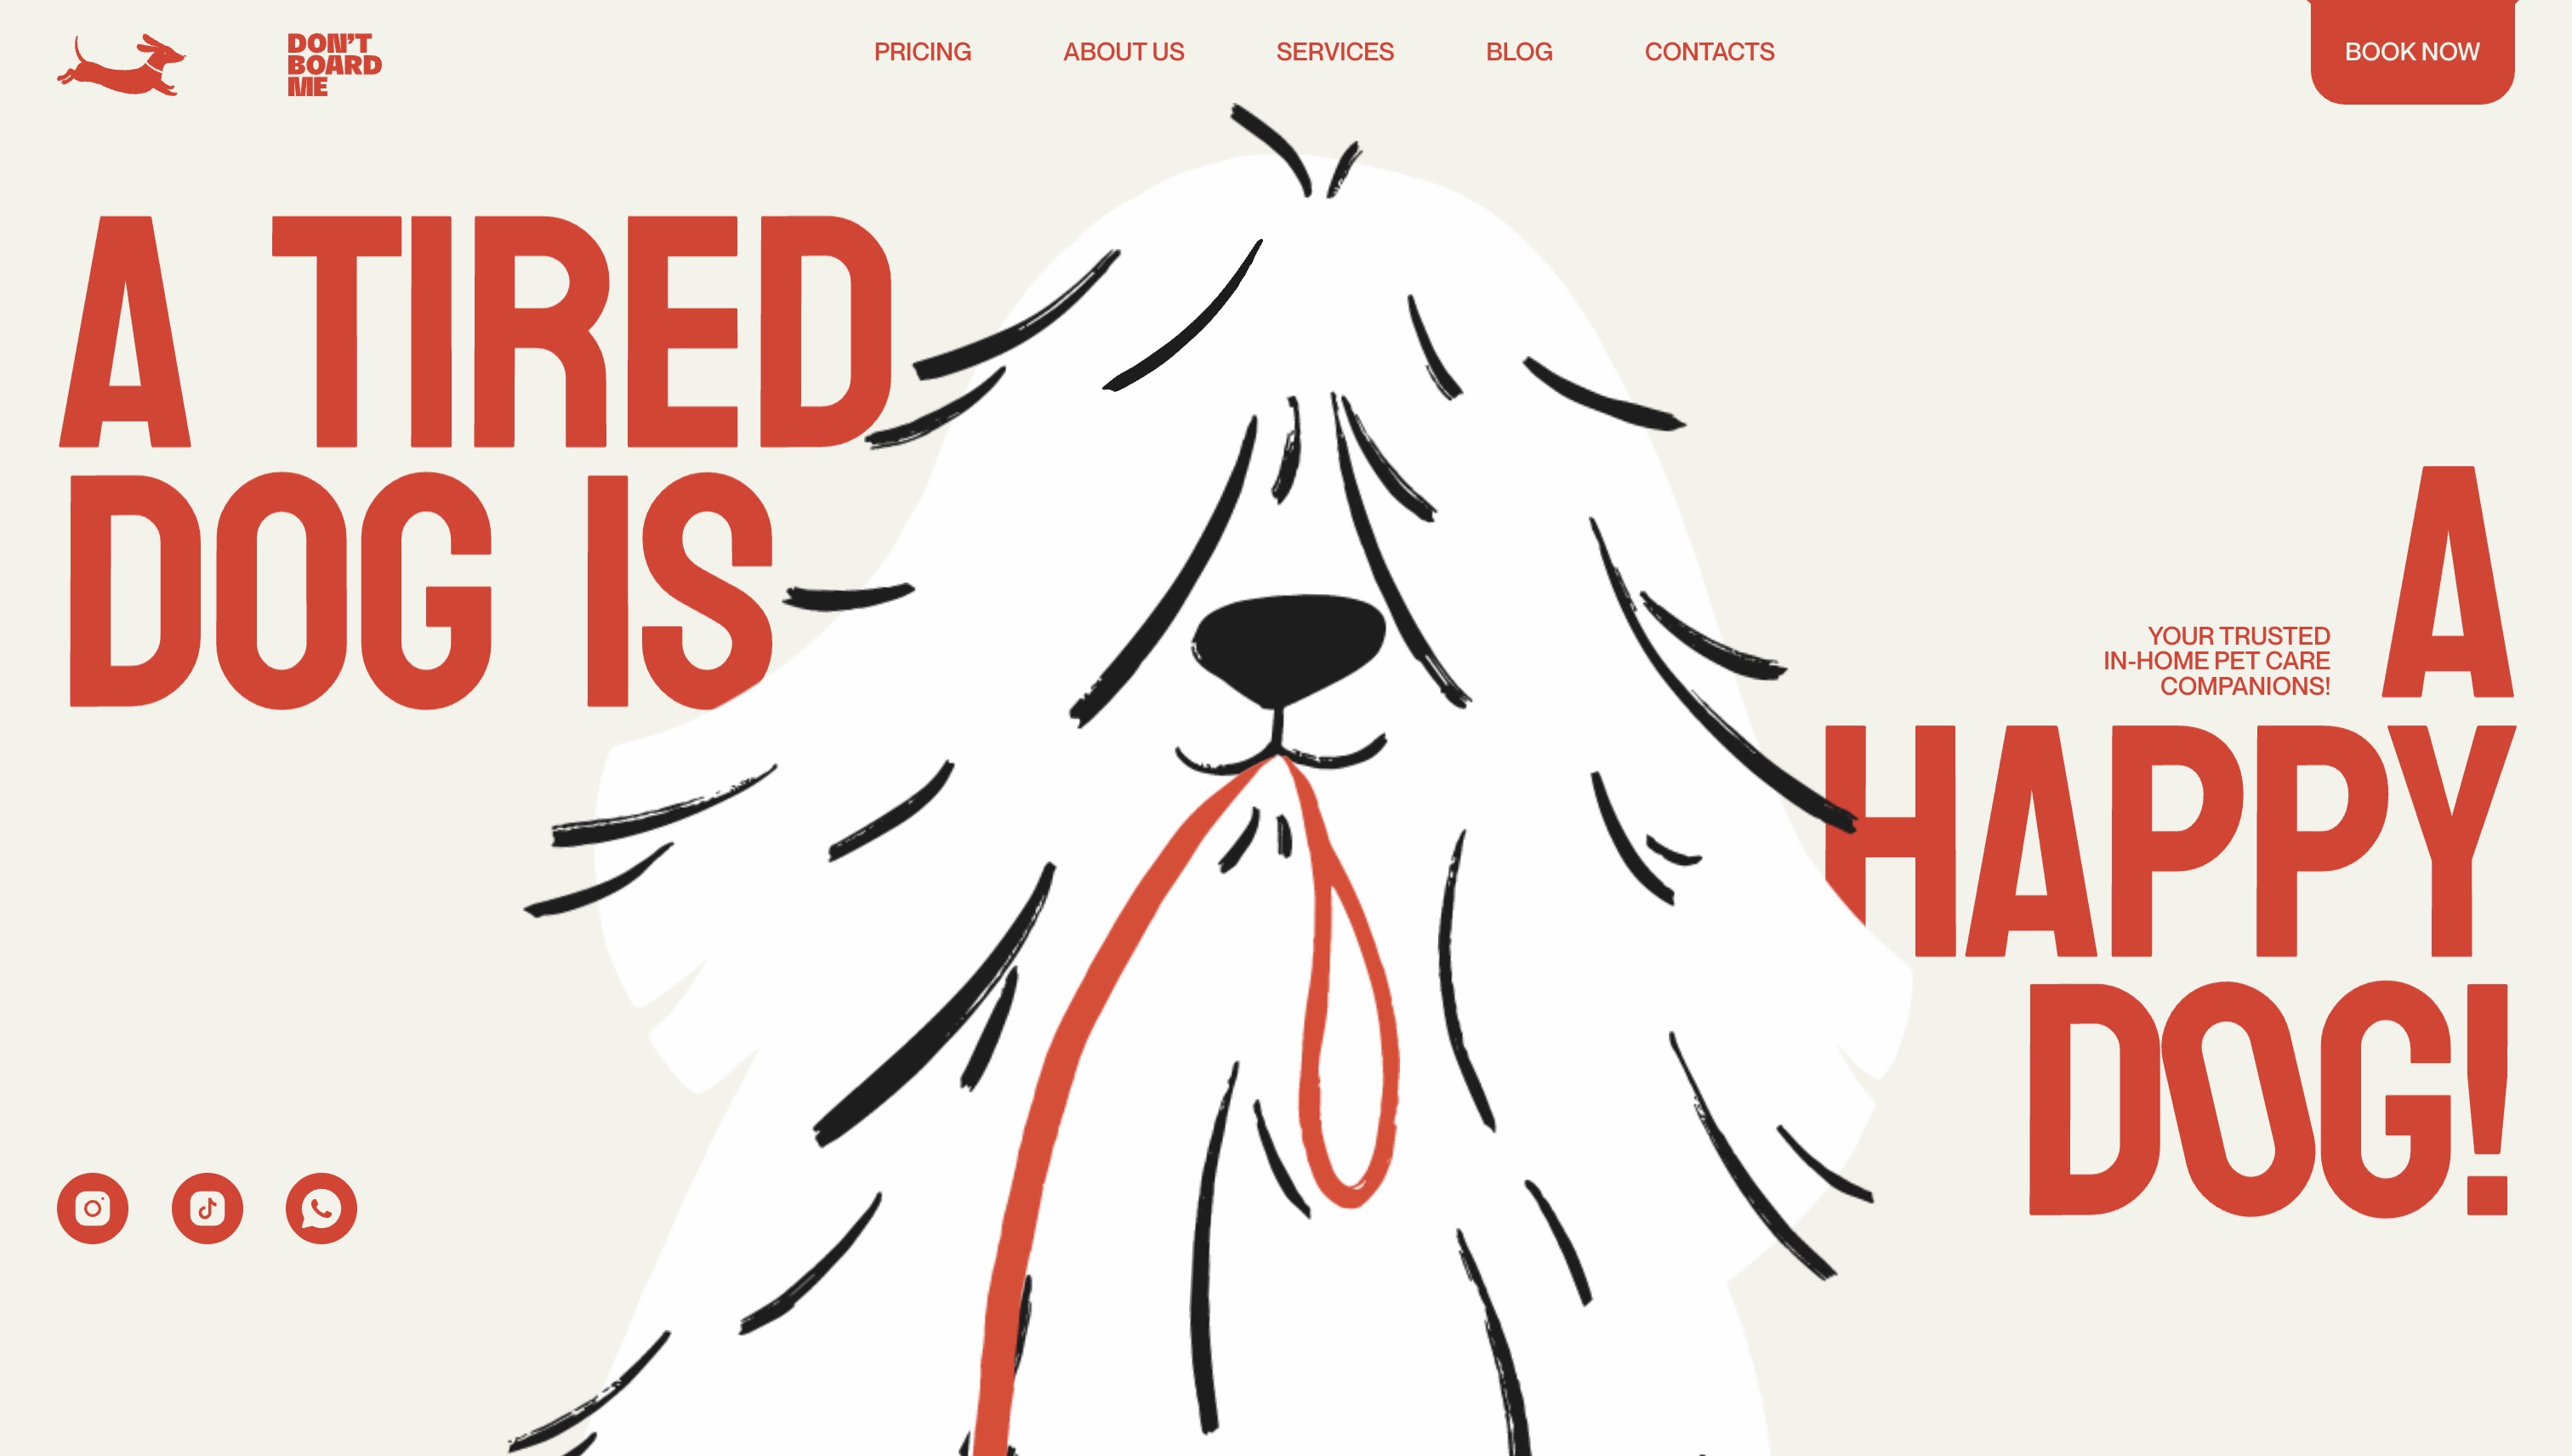 DON'T
BOARD
ME
PRICING
ABOUT US
SERVICES
BLOG
CONTACTS
BOOK NOW
A TIRED
DOG IS
A
YOUR TRUSTED
IN-HOME PET CARE
COMPANIONS!
HAPPY
DOG!